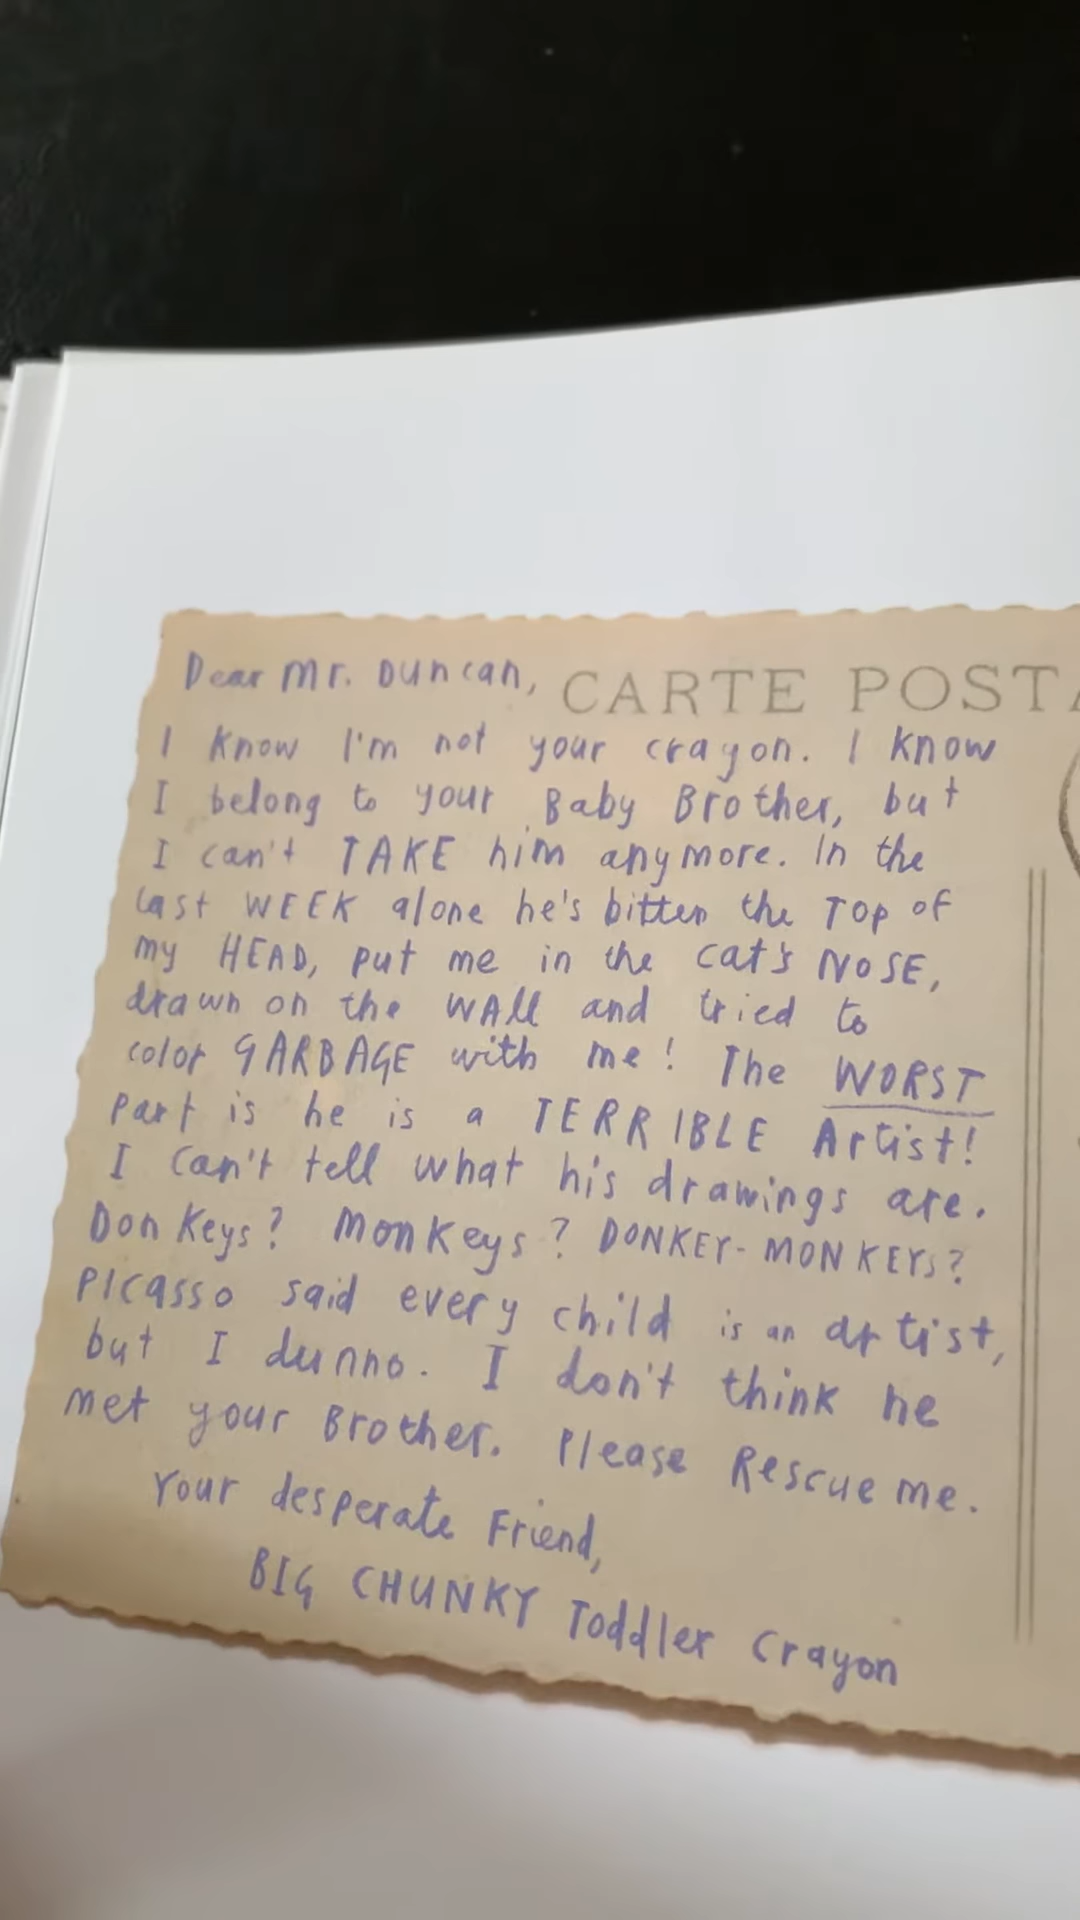 Dear Mr. Duncan,
CARTE POST
I know I'm not your crayon. I know
I belong to your Baby Brother, but
I can't TAKE him anymore. In the
last WEEK alone he's bitten the TOP OF
my HEAD, put me in the cat's NOSE,
drawn on the WAll and tried to
color GARBAGE with me! The WORST
part is he is a TERRIBLE Artist!
I can't tell what his drawings are.
Donkeys? Monkeys? DONKEY-MONKEYs?
PIcasso said every child is an artist,
but I dunno. I don't think he
met your Brother. Please Rescue me.
Your desperate Friend,
BIG CHUNKY Toddler Crayon